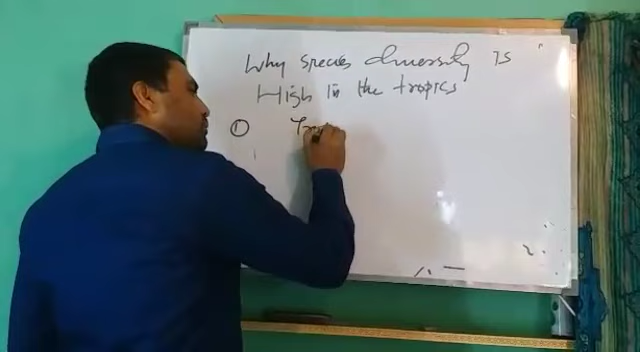 Why species diversity is
High in the tropics
①